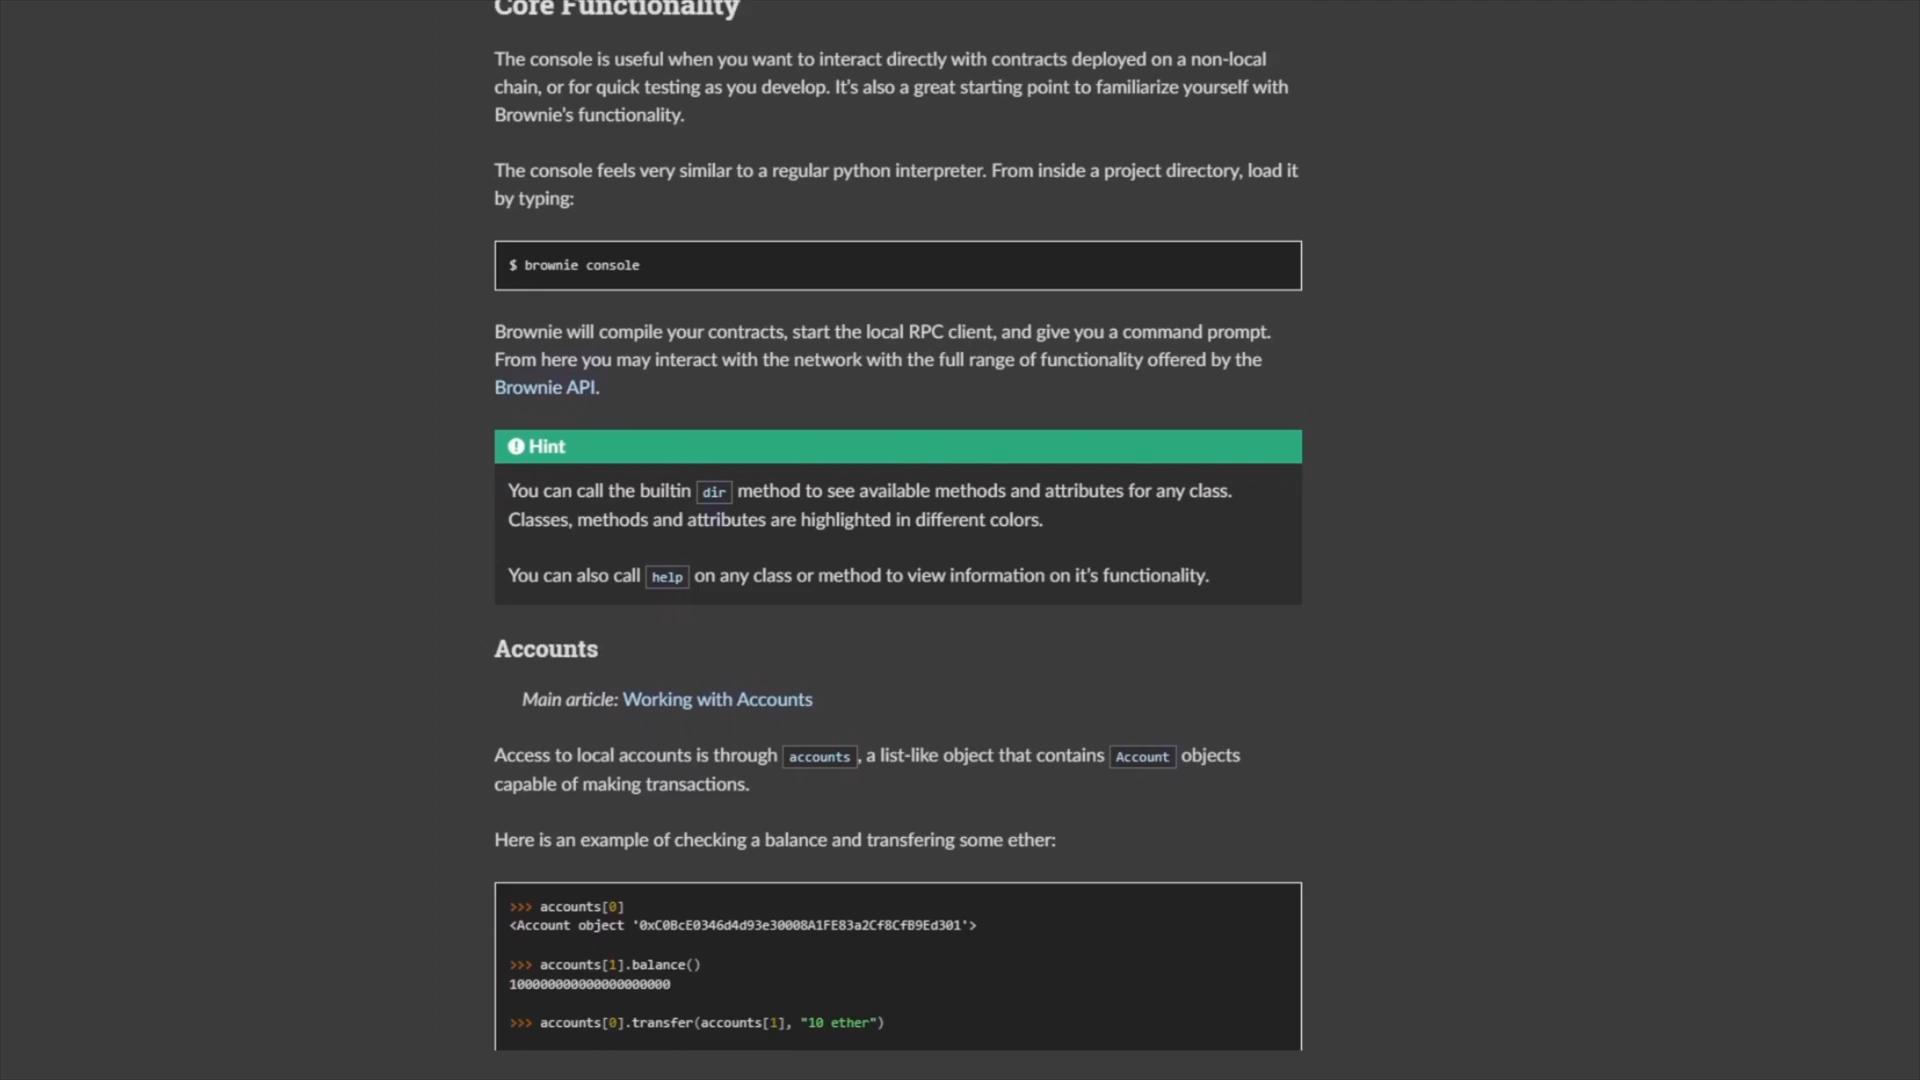 Core Functionality
The console is useful when you want to interact directly with contracts deployed on a non-local
chain, or for quick testing as you develop. It's also a great starting point to familiarize yourself with
Brownie's functionality.
The console feels very similar to a regular python interpreter. From inside a project directory, load it
by typing:
$ brownie console
Brownie will compile your contracts, start the local RPC client, and give you a command prompt.
From here you may interact with the network with the full range of functionality offered by the
Brownie API.
Hint
You can call the builtin dir method to see available methods and attributes for any class.
Classes, methods and attributes are highlighted in different colors.
You can also call help on any class or method to view information on it's functionality.
Accounts
Main article: Working with Accounts
Access to local accounts is through accounts, a list-like object that contains Account objects
capable of making transactions.
Here is an example of checking a balance and transfering some ether:
>>> accounts[0]
<Account object '0xC0BcE0346d4d93e30008A1FE83a2Cf8CfB9Ed301'>
>>> accounts[1].balance()
100000000000000000000
>>> accounts[0].transfer(accounts[1], "10 ether")